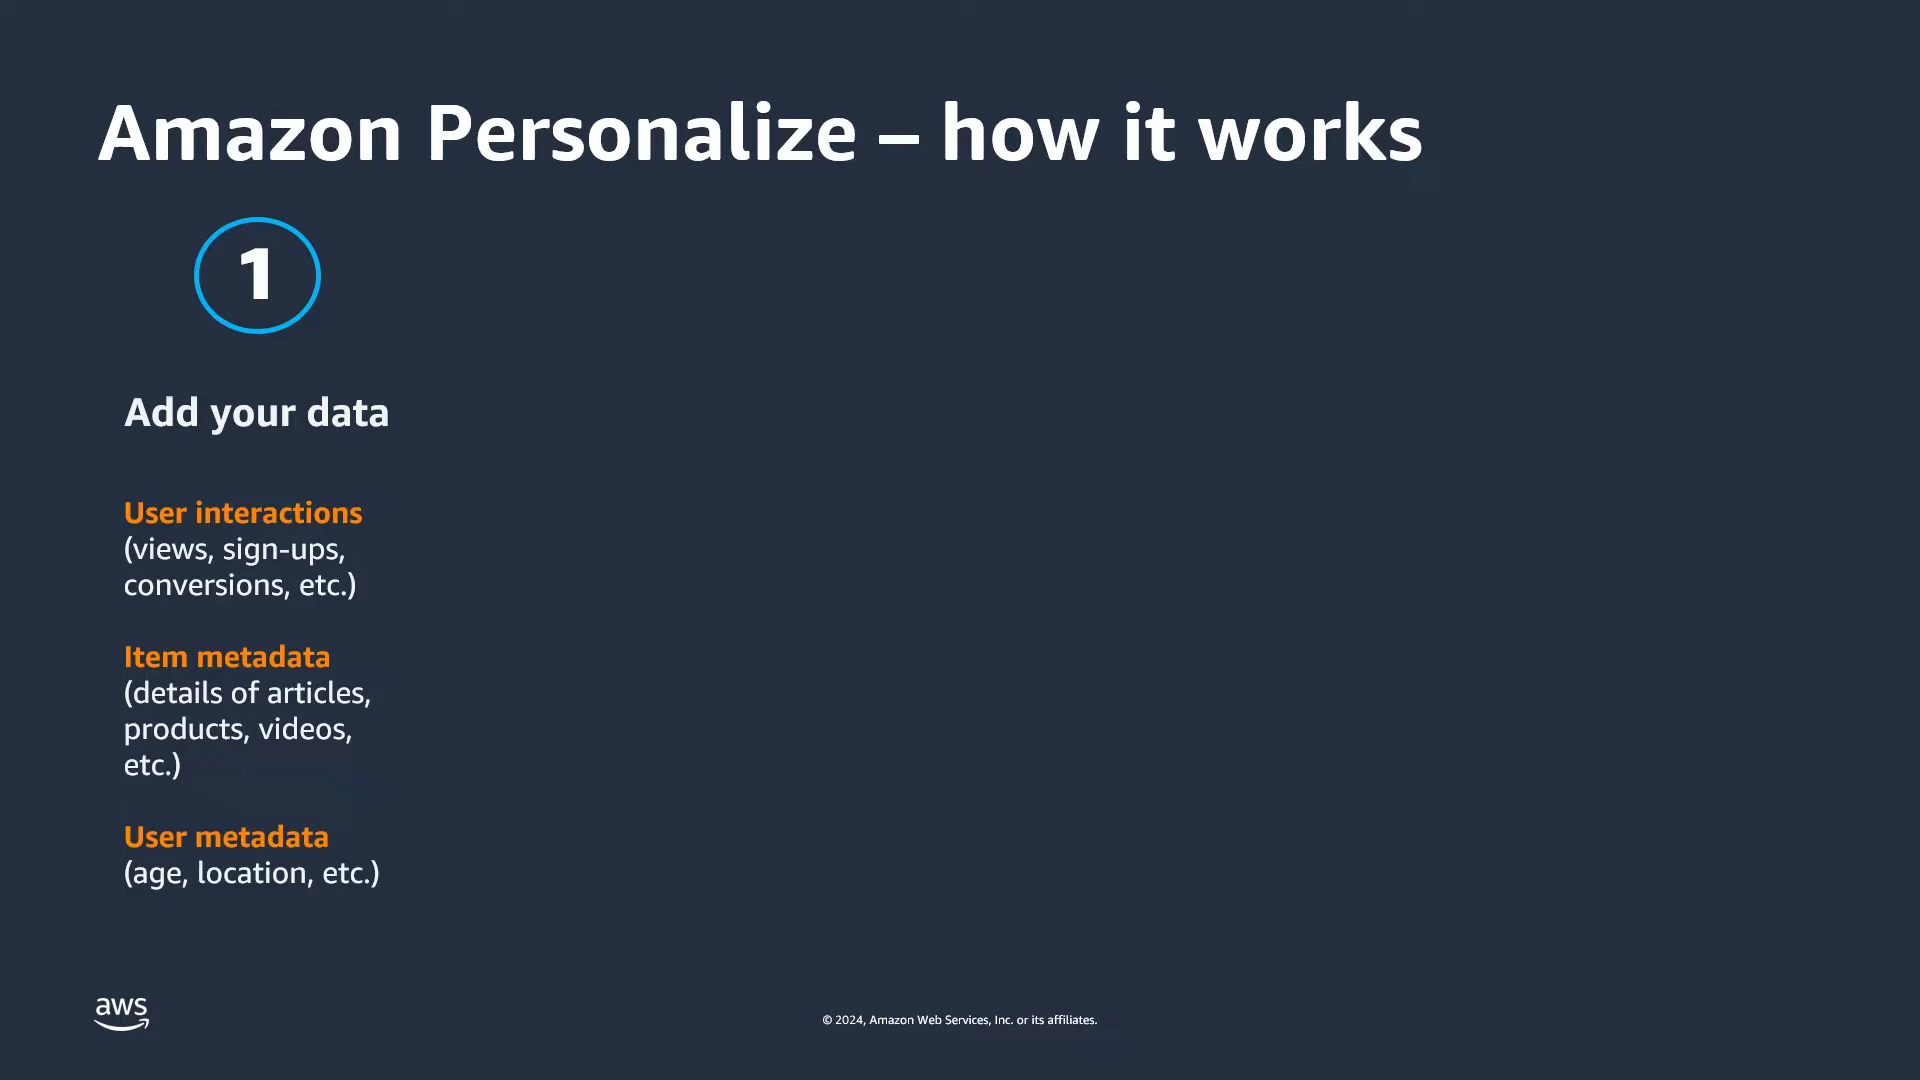 Amazon Personalize – how it works
1
Add your data
User interactions
(views, sign-ups,
conversions, etc.)
Item metadata
(details of articles,
products, videos,
etc.)
User metadata
(age, location, etc.)
aws
© 2024, Amazon Web Services, Inc. or its affiliates.